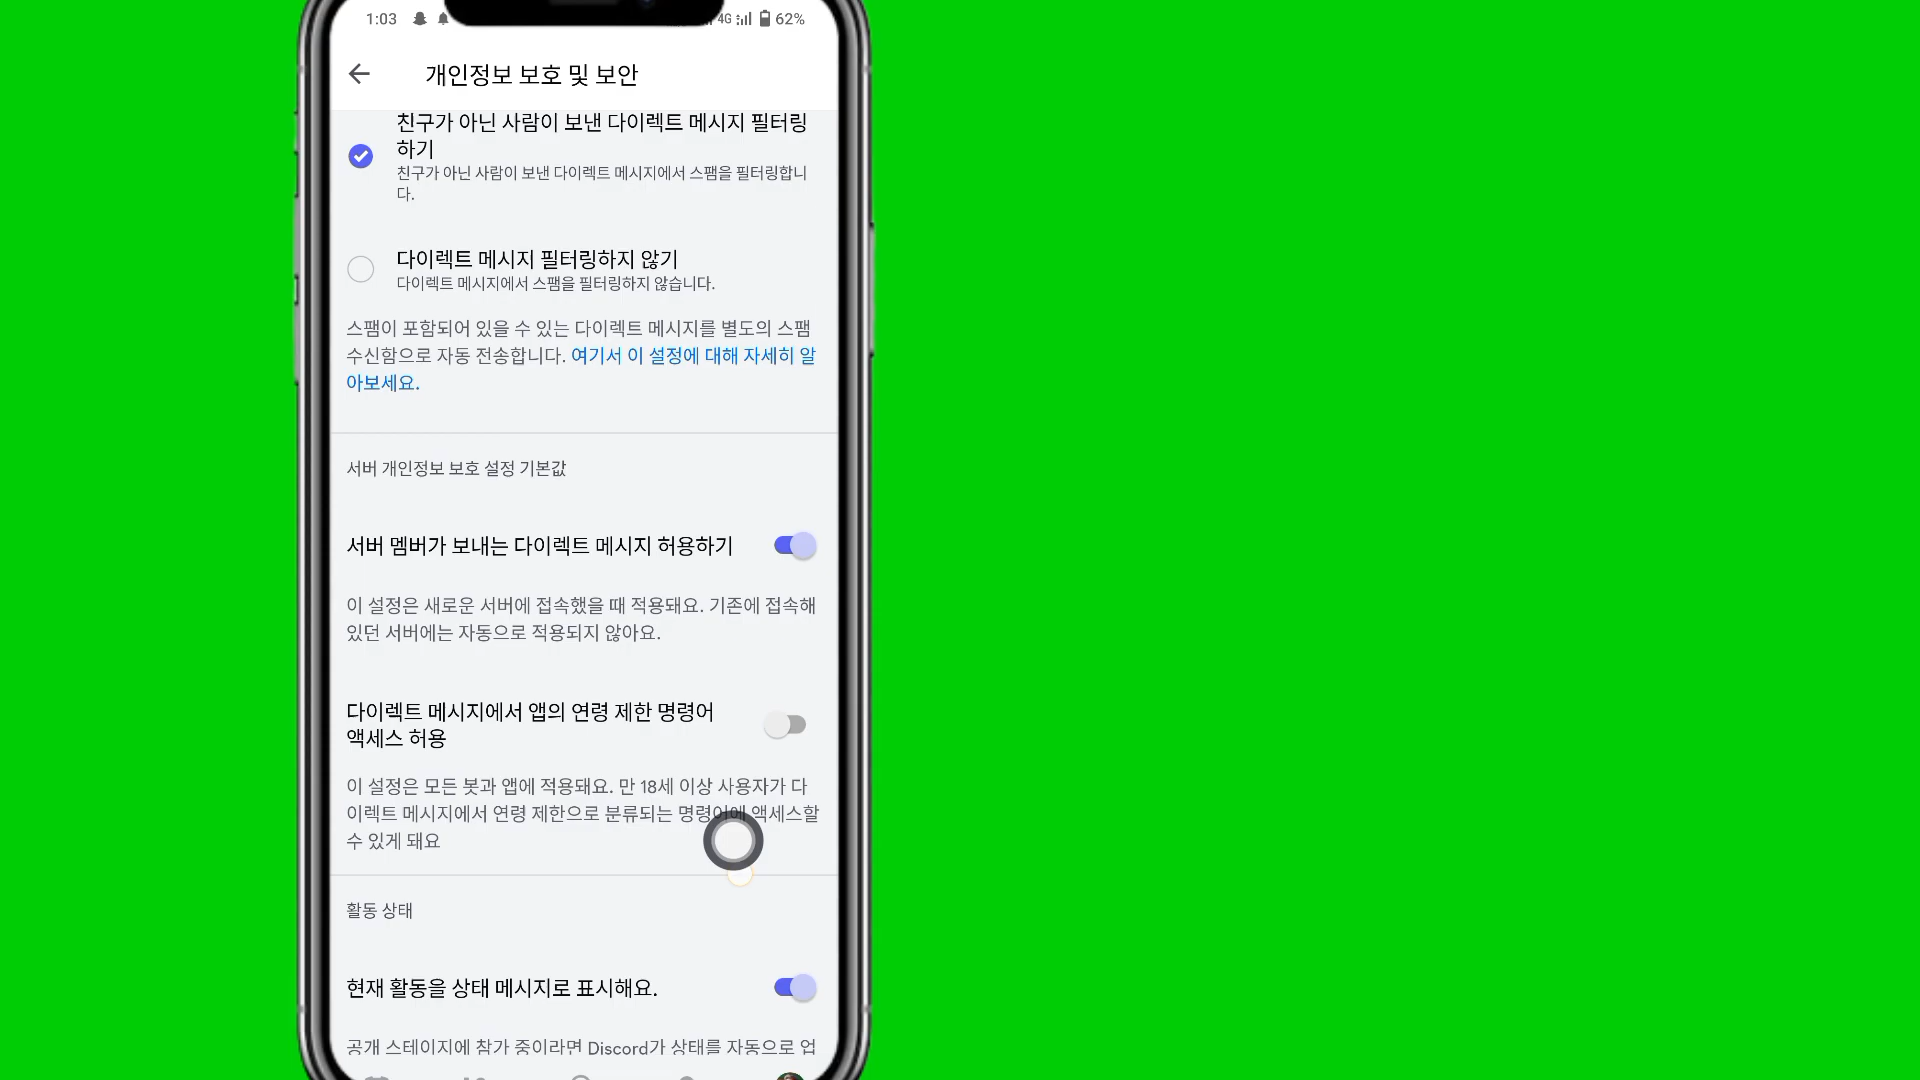 1:03
4G
62%
개인정보 보호 및 보안
친구가 아닌 사람이 보낸 다이렉트 메시지 필터링
하기
친구가 아닌 사람이 보낸 다이렉트 메시지에서 스팸을 필터링합니
다.
다이렉트 메시지 필터링하지 않기
다이렉트 메시지에서 스팸을 필터링하지 않습니다.
스팸이 포함되어 있을 수 있는 다이렉트 메시지를 별도의 스팸
수신함으로 자동 전송합니다. 여기서 이 설정에 대해 자세히 알
아보세요.
서버 개인정보 보호 설정 기본값
서버 멤버가 보내는 다이렉트 메시지 허용하기
이 설정은 새로운 서버에 접속했을 때 적용돼요. 기존에 접속해
있던 서버에는 자동으로 적용되지 않아요.
다이렉트 메시지에서 앱의 연령 제한 명령어
액세스 허용
이 설정은 모든 봇과 앱에 적용돼요. 만 18세 이상 사용자가 다
이렉트 메시지에서 연령 제한으로 분류되는 명령어에 액세스할
수 있게 돼요
활동 상태
현재 활동을 상태 메시지로 표시해요.
공개 스테이지에 참가 중이라면 Discord가 상태를 자동으로 업